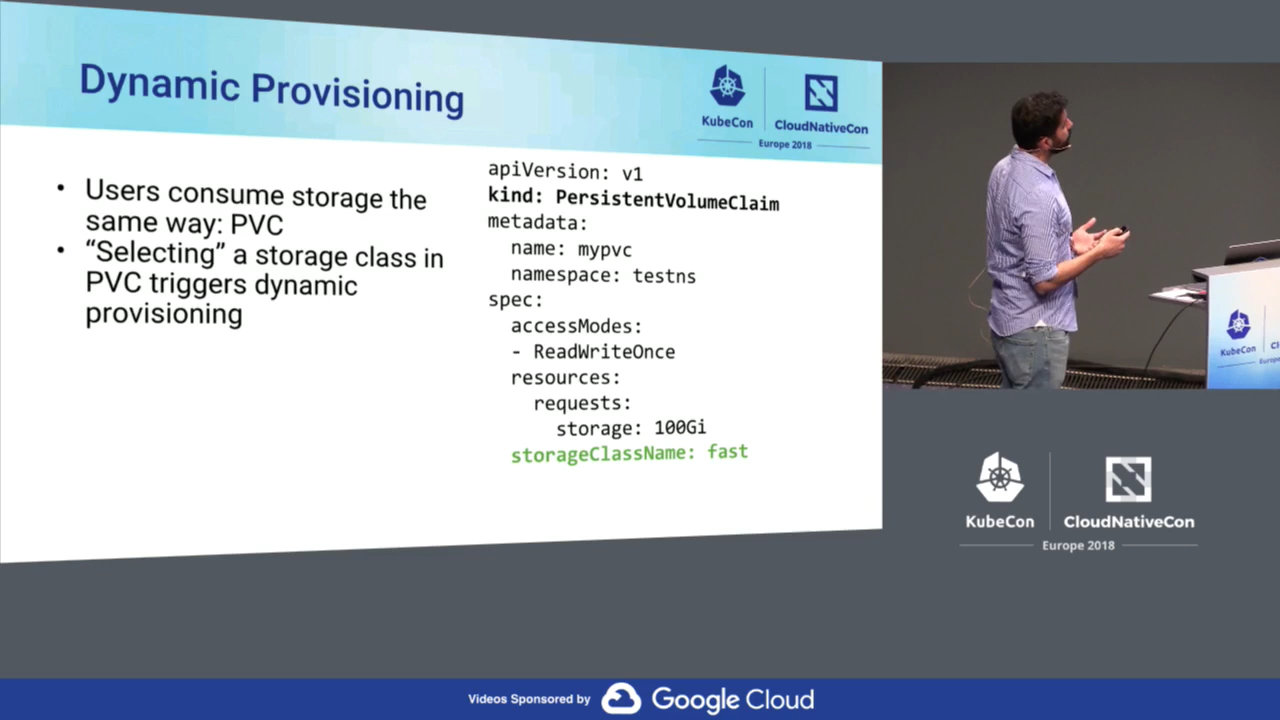 Dynamic Provisioning
KubeCon
CloudNativeCon
Europe 2018
• Users consume storage the
same way: PVC
• “Selecting” a storage class in
PVC triggers dynamic
provisioning
apiVersion: v1
kind: PersistentVolumeClaim
metadata:
name: mypvc
namespace: testns
spec:
accessModes:
- ReadWriteOnce
resources:
requests:
storage: 100Gi
storageClassName: fast
KubeCon
KubeCon
CloudNativeCon
Europe 2018
Videos Sponsored by Google Cloud